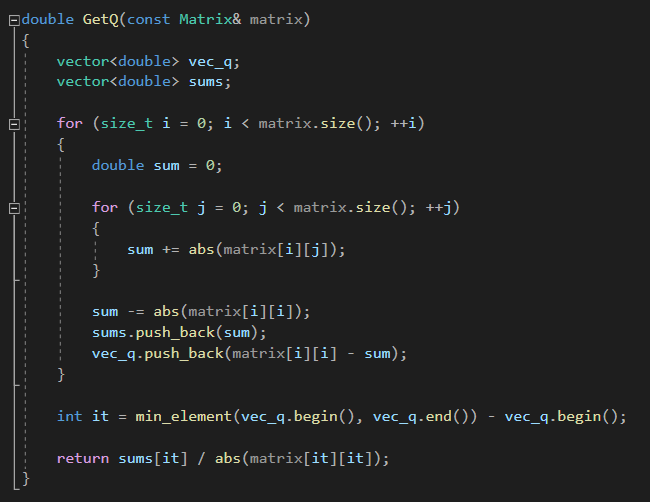 double GetQ(const Matrix& matrix)
{
    vector<double> vec_q;
    vector<double> sums;

    for (size_t i = 0; i < matrix.size(); ++i)
    {
        double sum = 0;

        for (size_t j = 0; j < matrix.size(); ++j)
        {
            sum += abs(matrix[i][j]);
        }

        sum -= abs(matrix[i][i]);
        sums.push_back(sum);
        vec_q.push_back(matrix[i][i] - sum);
    }

    int it = min_element(vec_q.begin(), vec_q.end()) - vec_q.begin();

    return sums[it] / abs(matrix[it][it]);
}